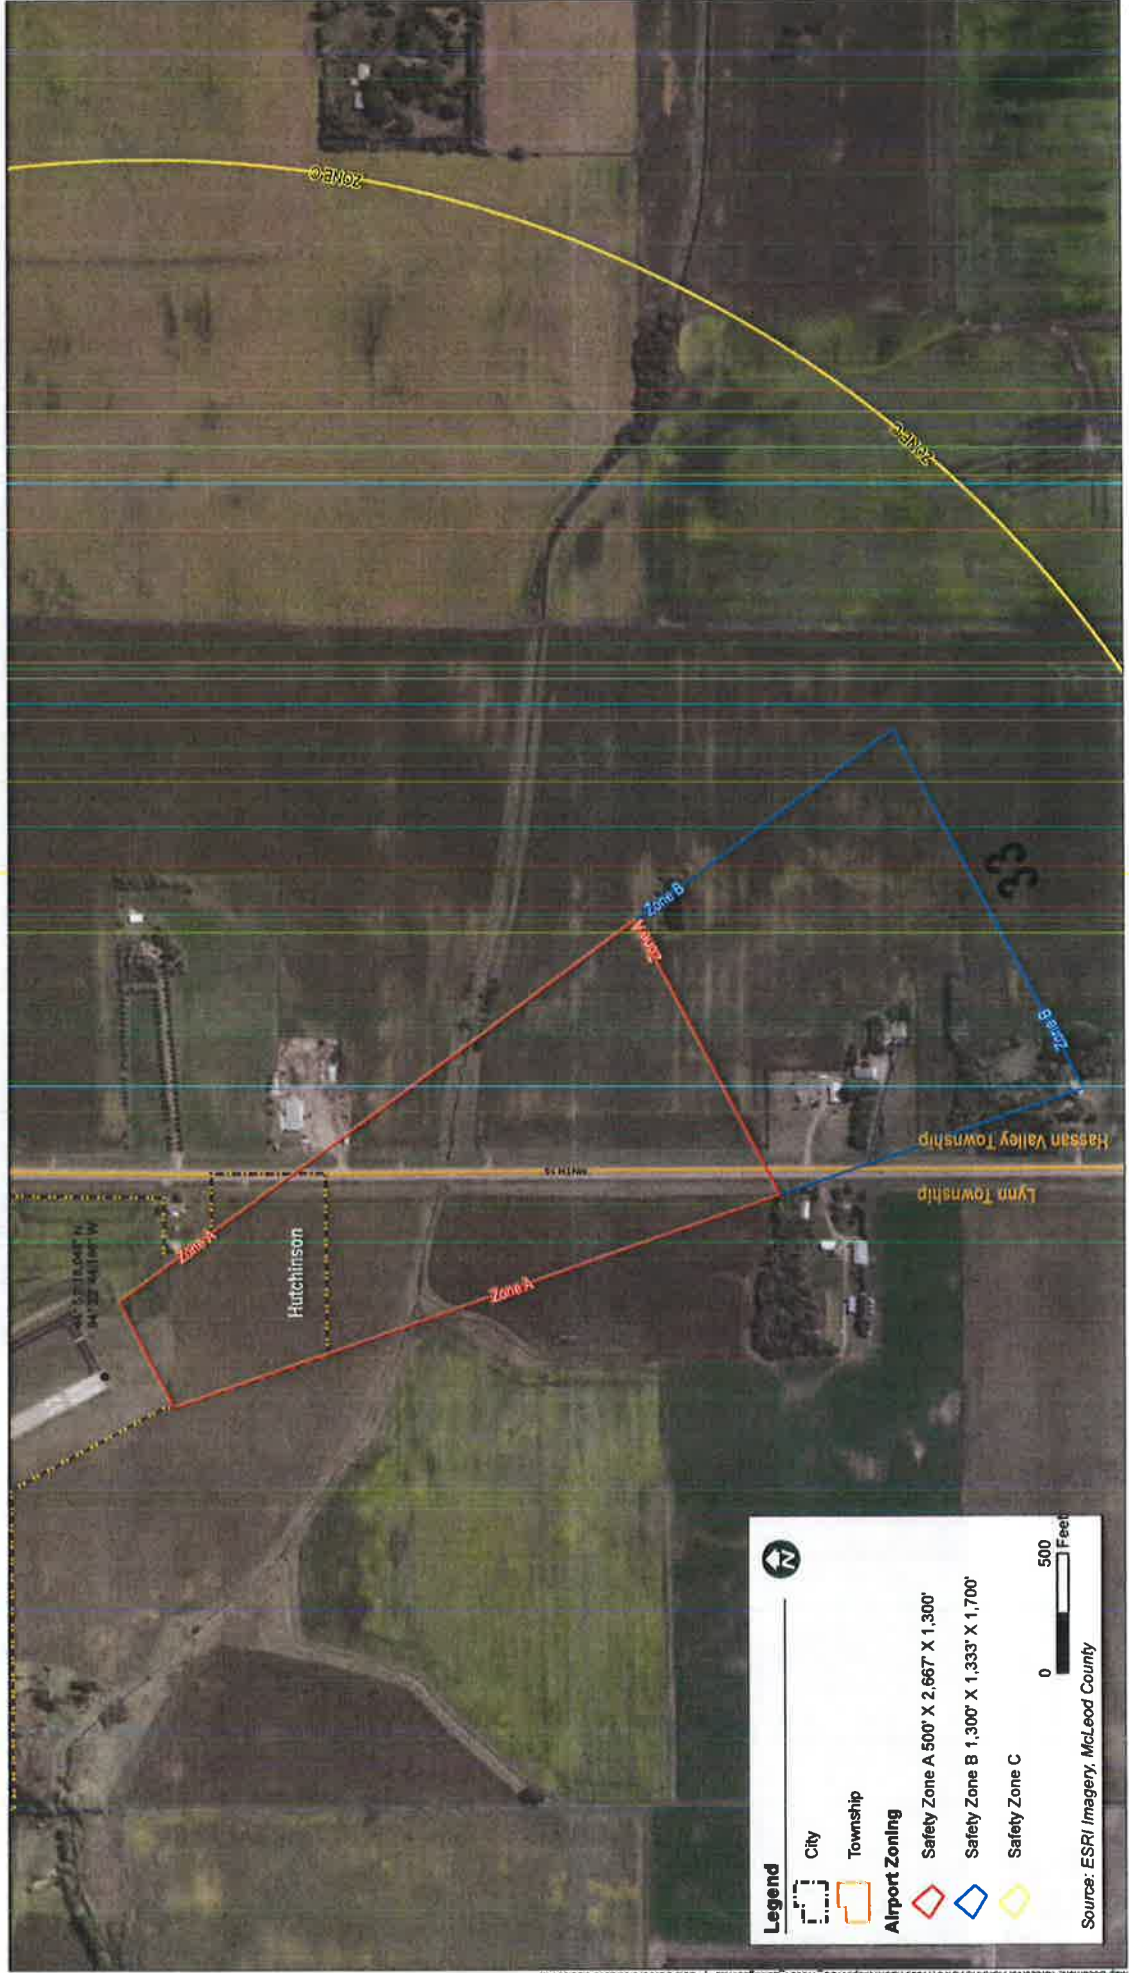 ZONE C
ZONE C
Zone B
Zone A
33
Zone B
Hassan Valley Township
Lynn Township
MNTH 15
Zone A
Zone A
Hutchinson
Legend
City
Township
Airport Zoning
Safety Zone A 500' X 2,667' X 1,300'
Safety Zone B 1,300' X 1,333' X 1,700'
Safety Zone C
N
0
500
Feet
Source: ESRI Imagery, McLeod County